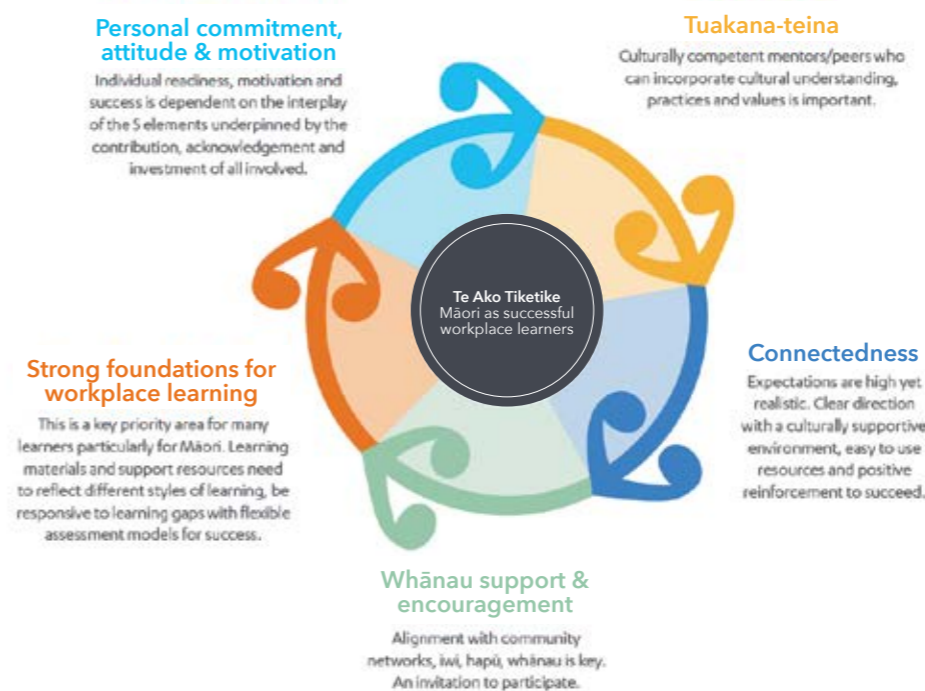 Personal commitment,
attitude & motivation
Individual readiness, motivation and
success is dependent on the interplay
of the 5 elements underpinned by the
contribution, acknowledgement and
investment of all involved.
Tuakana-teina
Culturally competent mentors/peers who
can incorporate cultural understanding,
practices and values is important.
Te Ako Tiketike
Māori as successful
workplace learners
Connectedness
Expectations are high yet
realistic. Clear direction
with a culturally supportive
environment, easy to use
resources and positive
reinforcement to succeed.
Strong foundations for
workplace learning
This is a key priority area for many
learners particularly for Māori. Learning
materials and support resources need
to reflect different styles of learning, be
responsive to learning gaps with flexible
assessment models for success.
Whānau support &
encouragement
Alignment with community
networks, iwi, hapū, whānau is key.
An invitation to participate.